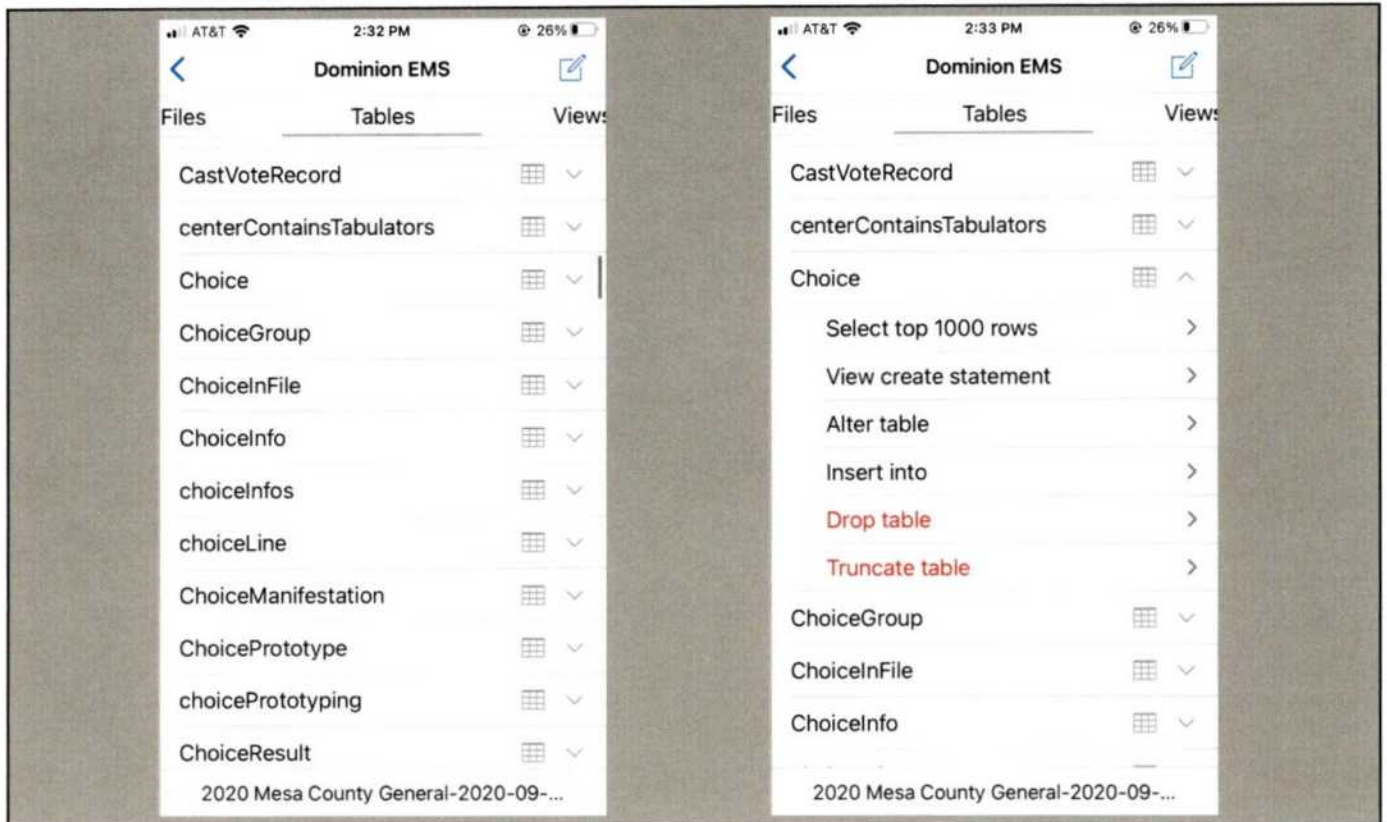 AT&T 2:32 PM 26%
Dominion EMS
Files Tables Views
CastVoteRecord
centerContainsTabulators
Choice
ChoiceGroup
ChoiceInFile
ChoiceInfo
choiceInfos
choiceLine
ChoiceManifestation
ChoicePrototype
choicePrototyping
ChoiceResult
2020 Mesa County General-2020-09-...
AT&T 2:33 PM 26%
Dominion EMS
Files Tables Views
CastVoteRecord
centerContainsTabulators
Choice
Select top 1000 rows
View create statement
Alter table
Insert into
Drop table
Truncate table
ChoiceGroup
ChoiceInFile
ChoiceInfo
2020 Mesa County General-2020-09-...